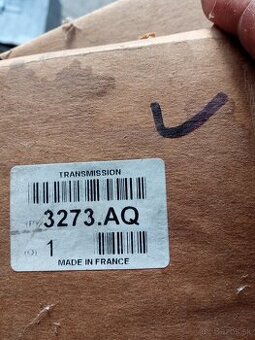 TRANSMISSION
(P) 3273.AQ
(Q) 1
MADE IN FRANCE